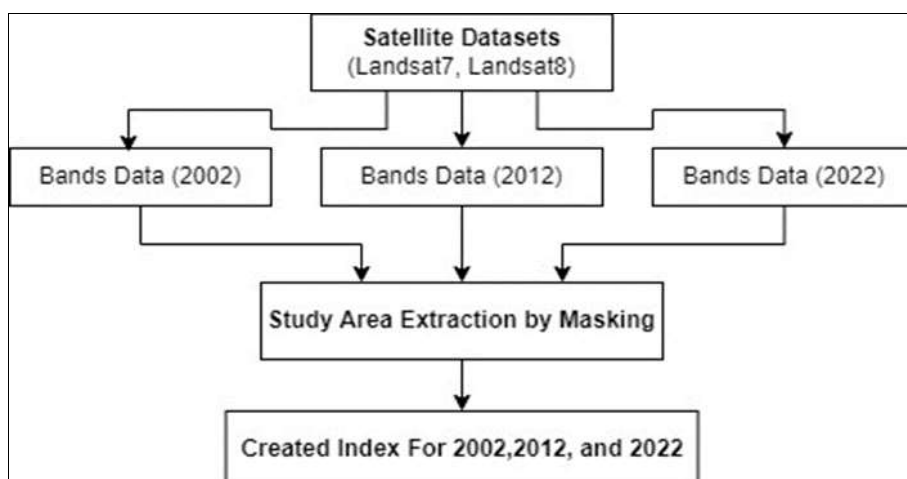 Satellite Datasets
(Landsat7, Landsat8)
Bands Data (2002)
Bands Data (2012)
Bands Data (2022)
Study Area Extraction by Masking
Created Index For 2002,2012, and 2022